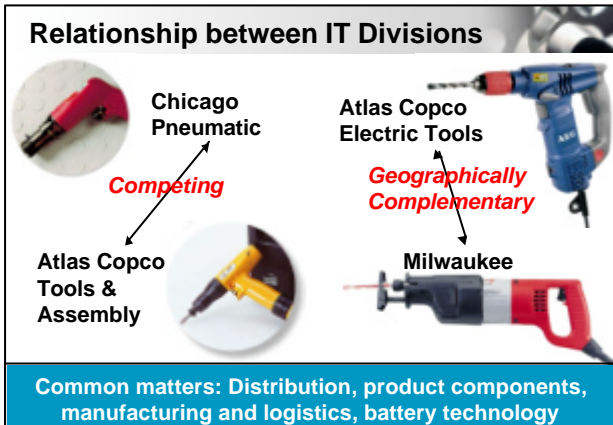 Relationship between IT Divisions
Chicago
Pneumatic
Atlas Copco
Electric Tools
AEG
Competing
Geographically
Complementary
Atlas Copco
Tools &
Assembly
Milwaukee
Common matters: Distribution, product components,
manufacturing and logistics, battery technology